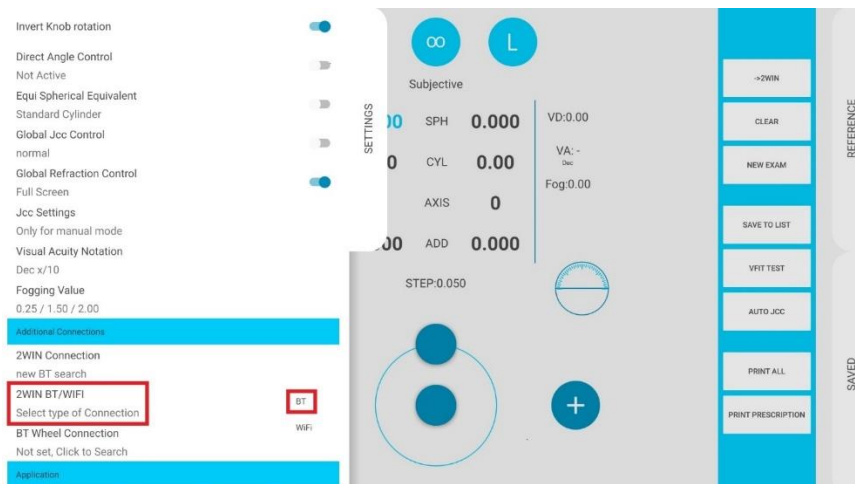 Invert Knob rotation
Direct Angle Control
Not Active
Equi Spherical Equivalent
Standard Cylinder
Global Jcc Control
normal
Global Refraction Control
Full Screen
Jcc Settings
Only for manual mode
Visual Acuity Notation
Dec x/10
Fogging Value
0.25 / 1.50 / 2.00
Additional Connections
2WIN Connection
new BT search
2WIN BT/WIFI
Select type of Connection
BT
WiFi
BT Wheel Connection
Not set, Click to Search
Application
SETTINGS
∞ L
Subjective
00 SPH 0.000 VD:0.00
VA: -
Dec
0 CYL 0.00
Fog:0.00
AXIS 0
00 ADD 0.000
STEP:0.050
+
->2WIN
CLEAR
NEW EXAM
SAVE TO LIST
VFIT TEST
AUTO JCC
PRINT ALL
PRINT PRESCRIPTION
REFERENCE
SAVED